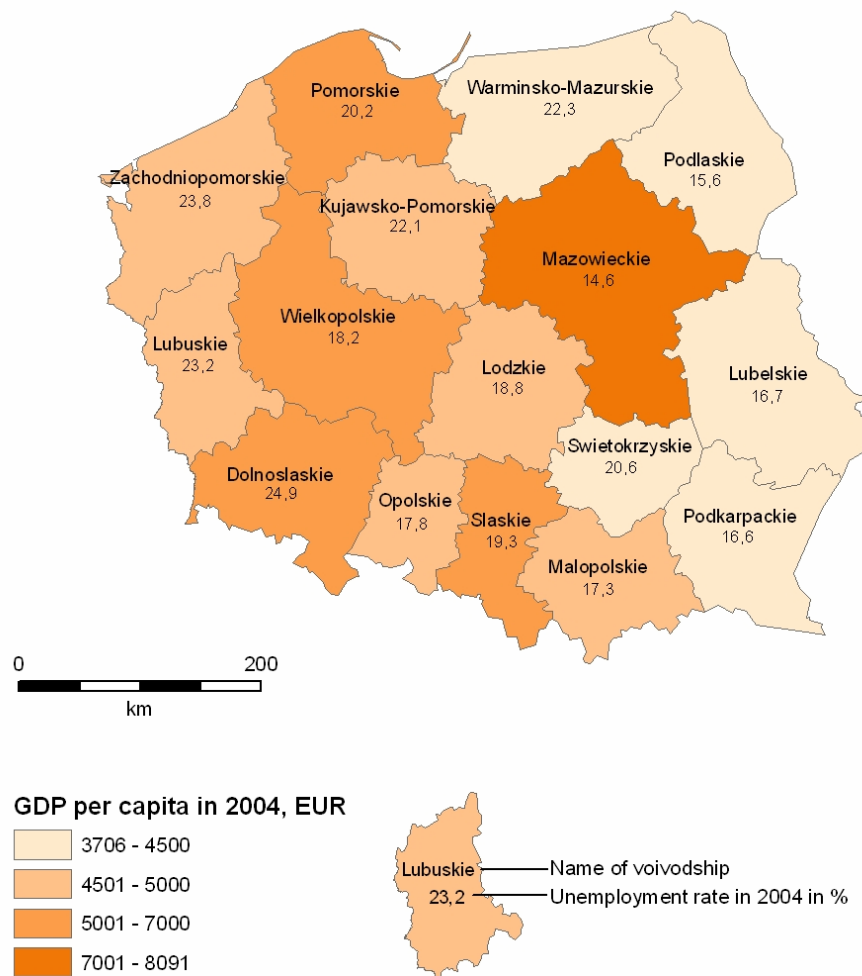 Pomorskie
20,2
Warminsko-Mazurskie
22,3
Podlaskie
15,6
Zachodniopomorskie
23,8
Kujawsko-Pomorskie
22,1
Mazowieckie
14,6
Wielkopolskie
18,2
Lubuskie
23,2
Lodzkie
18,8
Lubelskie
16,7
Swietokrzyskie
20,6
Dolnoslaskie
24,9
Opolskie
17,8
Slaskie
19,3
Podkarpackie
16,6
Malopolskie
17,3
0 200
km
GDP per capita in 2004, EUR
3706 - 4500
4501 - 5000
5001 - 7000
7001 - 8091
Lubuskie
23,2
Name of voivodship
Unemployment rate in 2004 in %